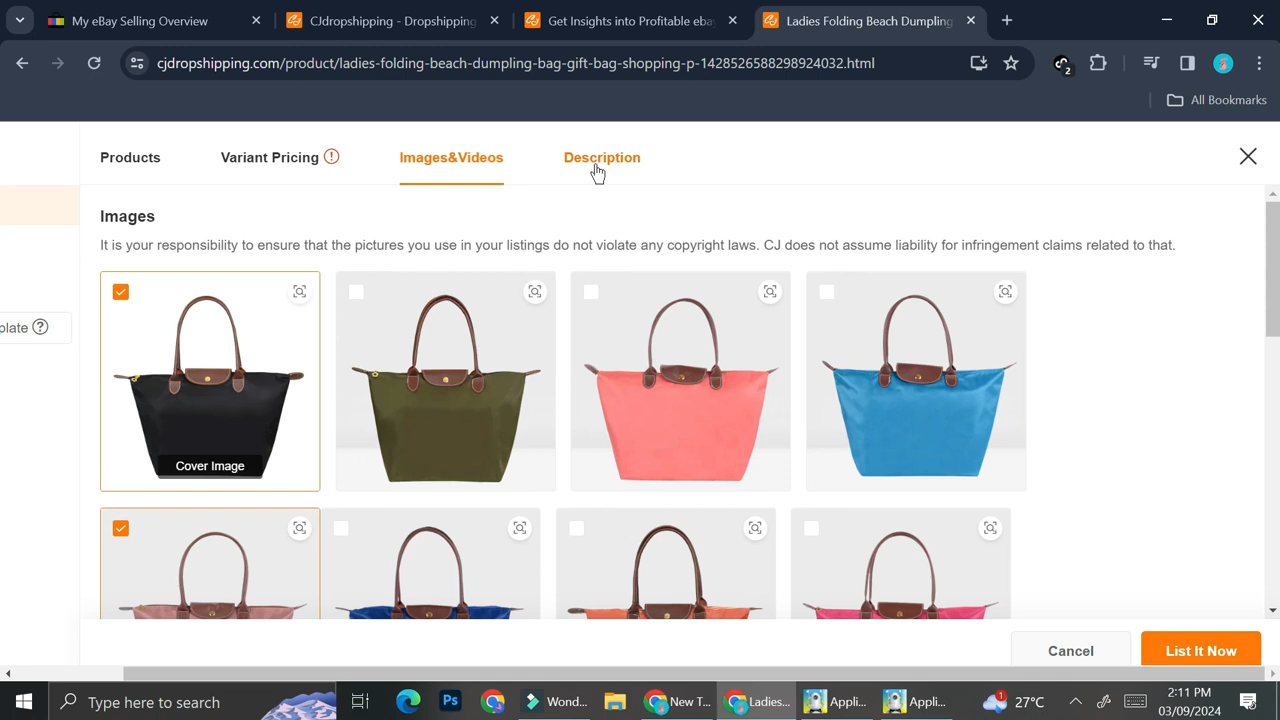 My eBay Selling Overview
CJdropshipping - Dropshipping
Get Insights into Profitable eba
Ladies Folding Beach Dumpling
cjdropshipping.com/product/ladies-folding-beach-dumpling-bag-gift-bag-shopping-p-1428526588298924032.html
2
All Bookmarks
Products
Variant Pricing
Images&Videos
Description
Images
It is your responsibility to ensure that the pictures you use in your listings do not violate any copyright laws. CJ does not assume liability for infringement claims related to that.
plate
Cover Image
Cancel
List It Now
Type here to search
Ps
Wond...
New T...
Ladies...
Appli...
Appli...
1
27°C
2:11 PM
03/09/2024